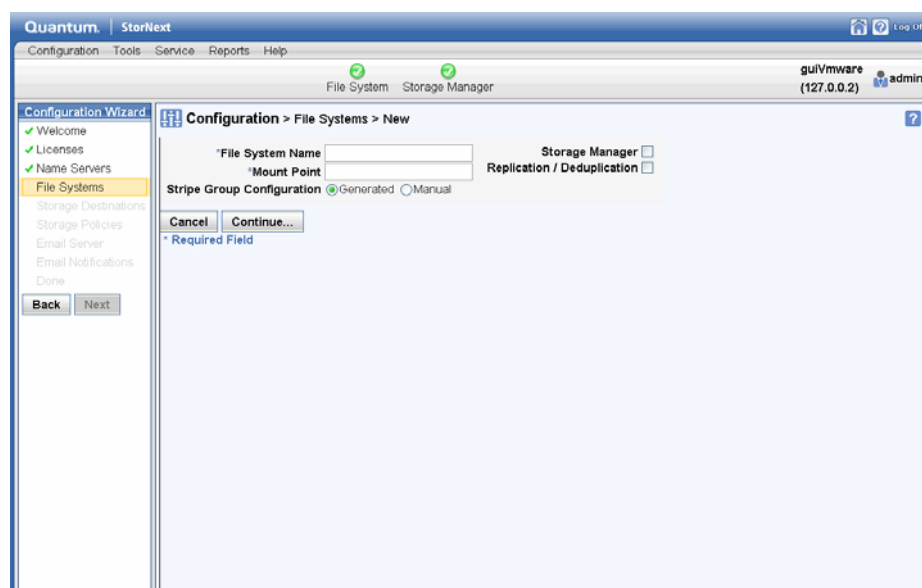 Quantum. StorNext
Log Of
Configuration Tools Service Reports Help
File System Storage Manager
guiVmware
(127.0.0.2)
admin
Configuration Wizard
Welcome
Licenses
Name Servers
File Systems
Storage Destinations
Storage Policies
Email Server
Email Notifications
Done
Back Next
Configuration > File Systems > New
?
*File System Name
Storage Manager
*Mount Point
Replication / Deduplication
Stripe Group Configuration Generated Manual
Cancel Continue...
* Required Field